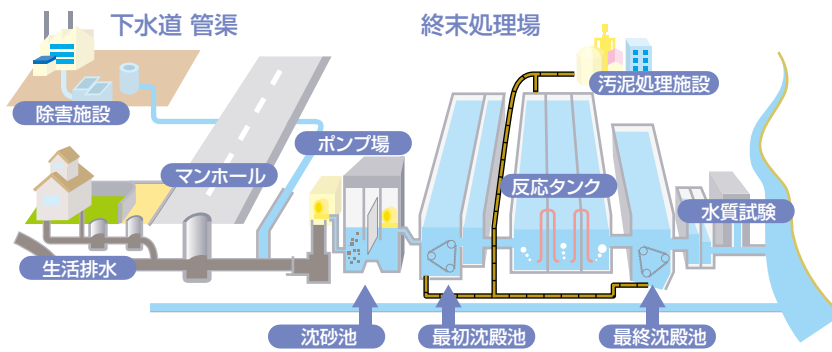 下水道 管渠
終末処理場
汚泥処理施設
除害施設
ポンプ場
マンホール
反応タンク
水質試験
生活排水
沈砂池
最初沈殿池
最終沈殿池